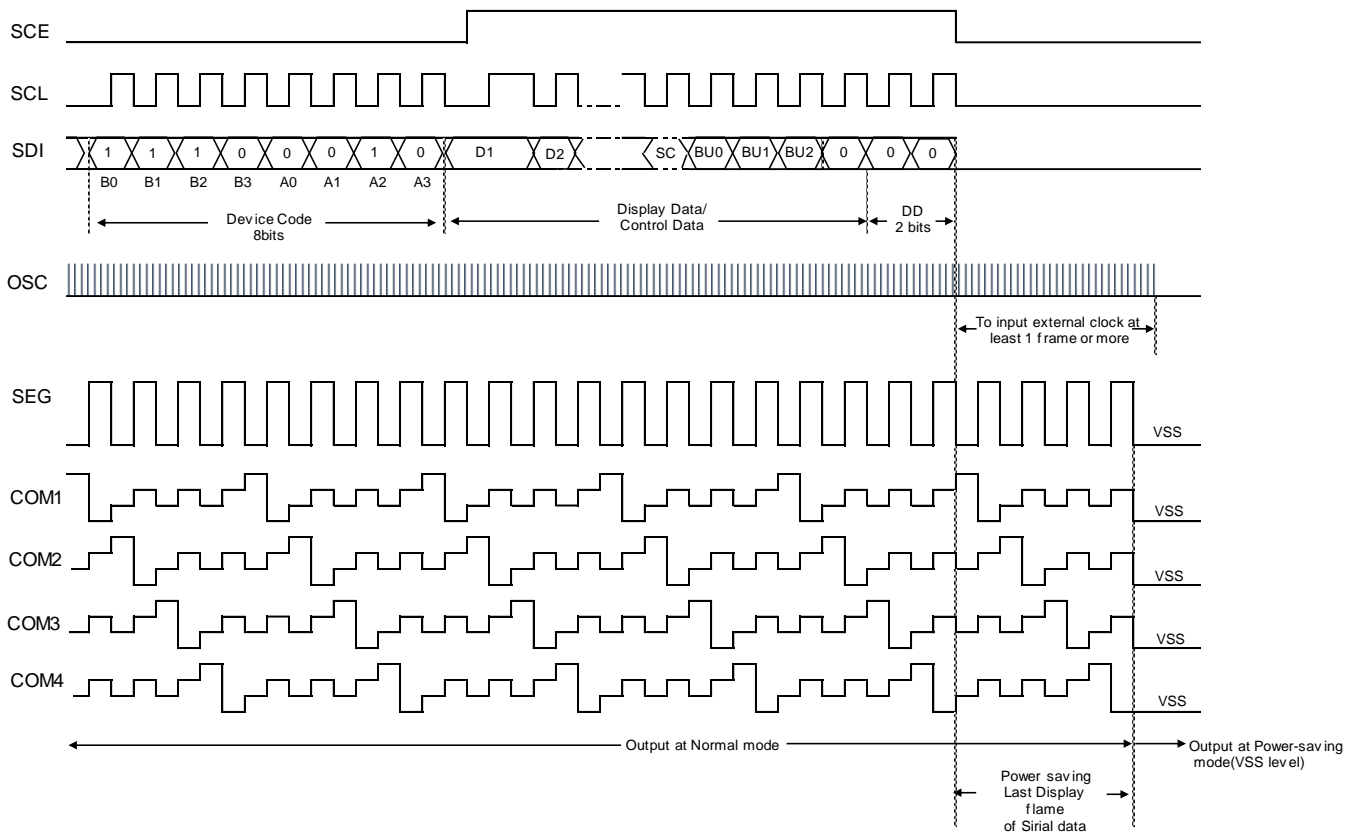 SCE
SCL
SDI
1 1 1 0 0 0 1 0 D1 D2 SC BU0 BU1 BU2 0 0 0
B0 B1 B2 B3 A0 A1 A2 A3
Device Code
8bits
Display Data/
Control Data
DD
2 bits
OSC
To input external clock at
least 1 frame or more
SEG
VSS
COM1
VSS
COM2
VSS
COM3
VSS
COM4
VSS
Output at Normal mode
Output at Power-saving
mode(VSS level)
Power saving
Last Display
flame
of Sirial data